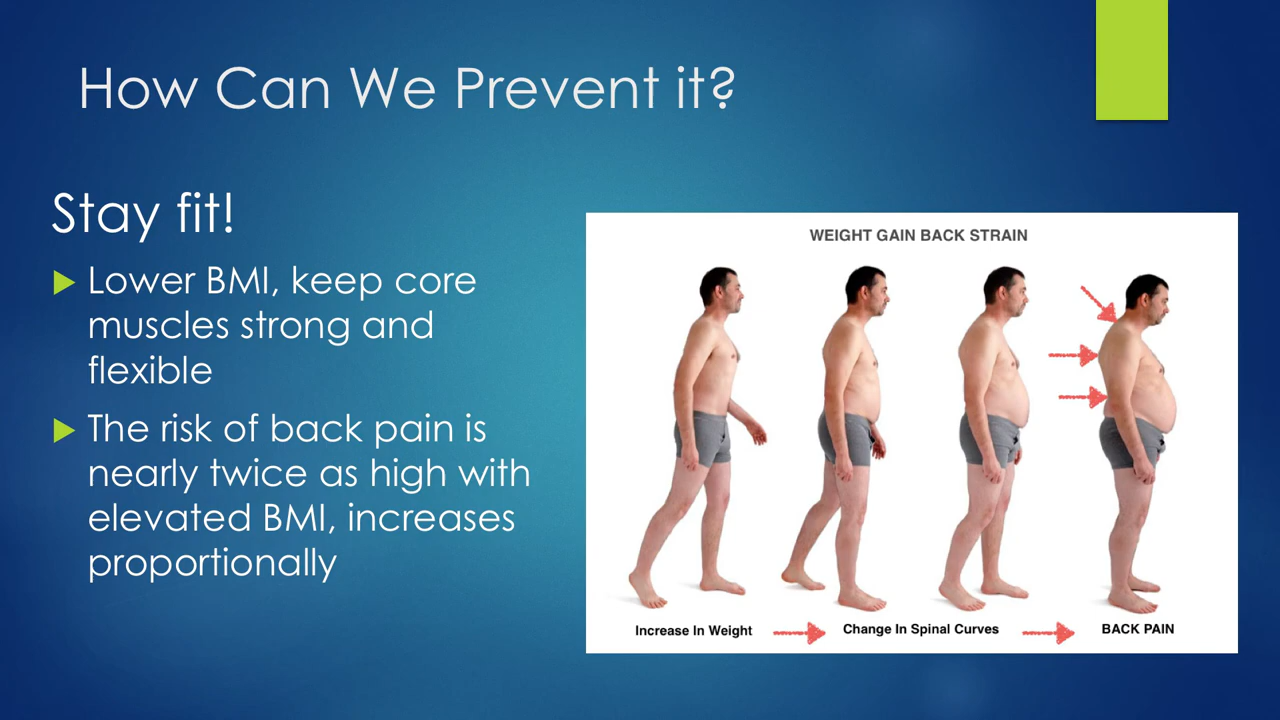 How Can We Prevent it?
Stay fit!
Lower BMI, keep core
muscles strong and
flexible
The risk of back pain is
nearly twice as high with
elevated BMI, increases
proportionally
WEIGHT GAIN BACK STRAIN
Increase In Weight
Change In Spinal Curves
BACK PAIN